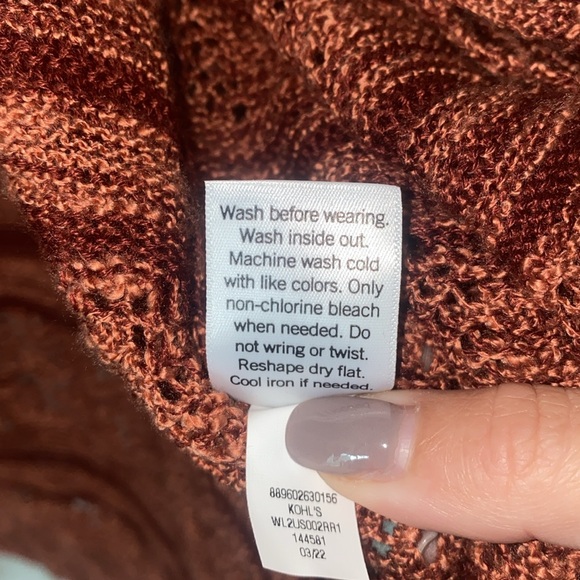 Wash before wearing.
Wash inside out.
Machine wash cold
with like colors. Only
non-chlorine bleach
when needed. Do
not wring or twist.
Reshape dry flat.
Cool iron if needed.
889602630156
KOHL'S
WL2US002RR1
144581
03/22